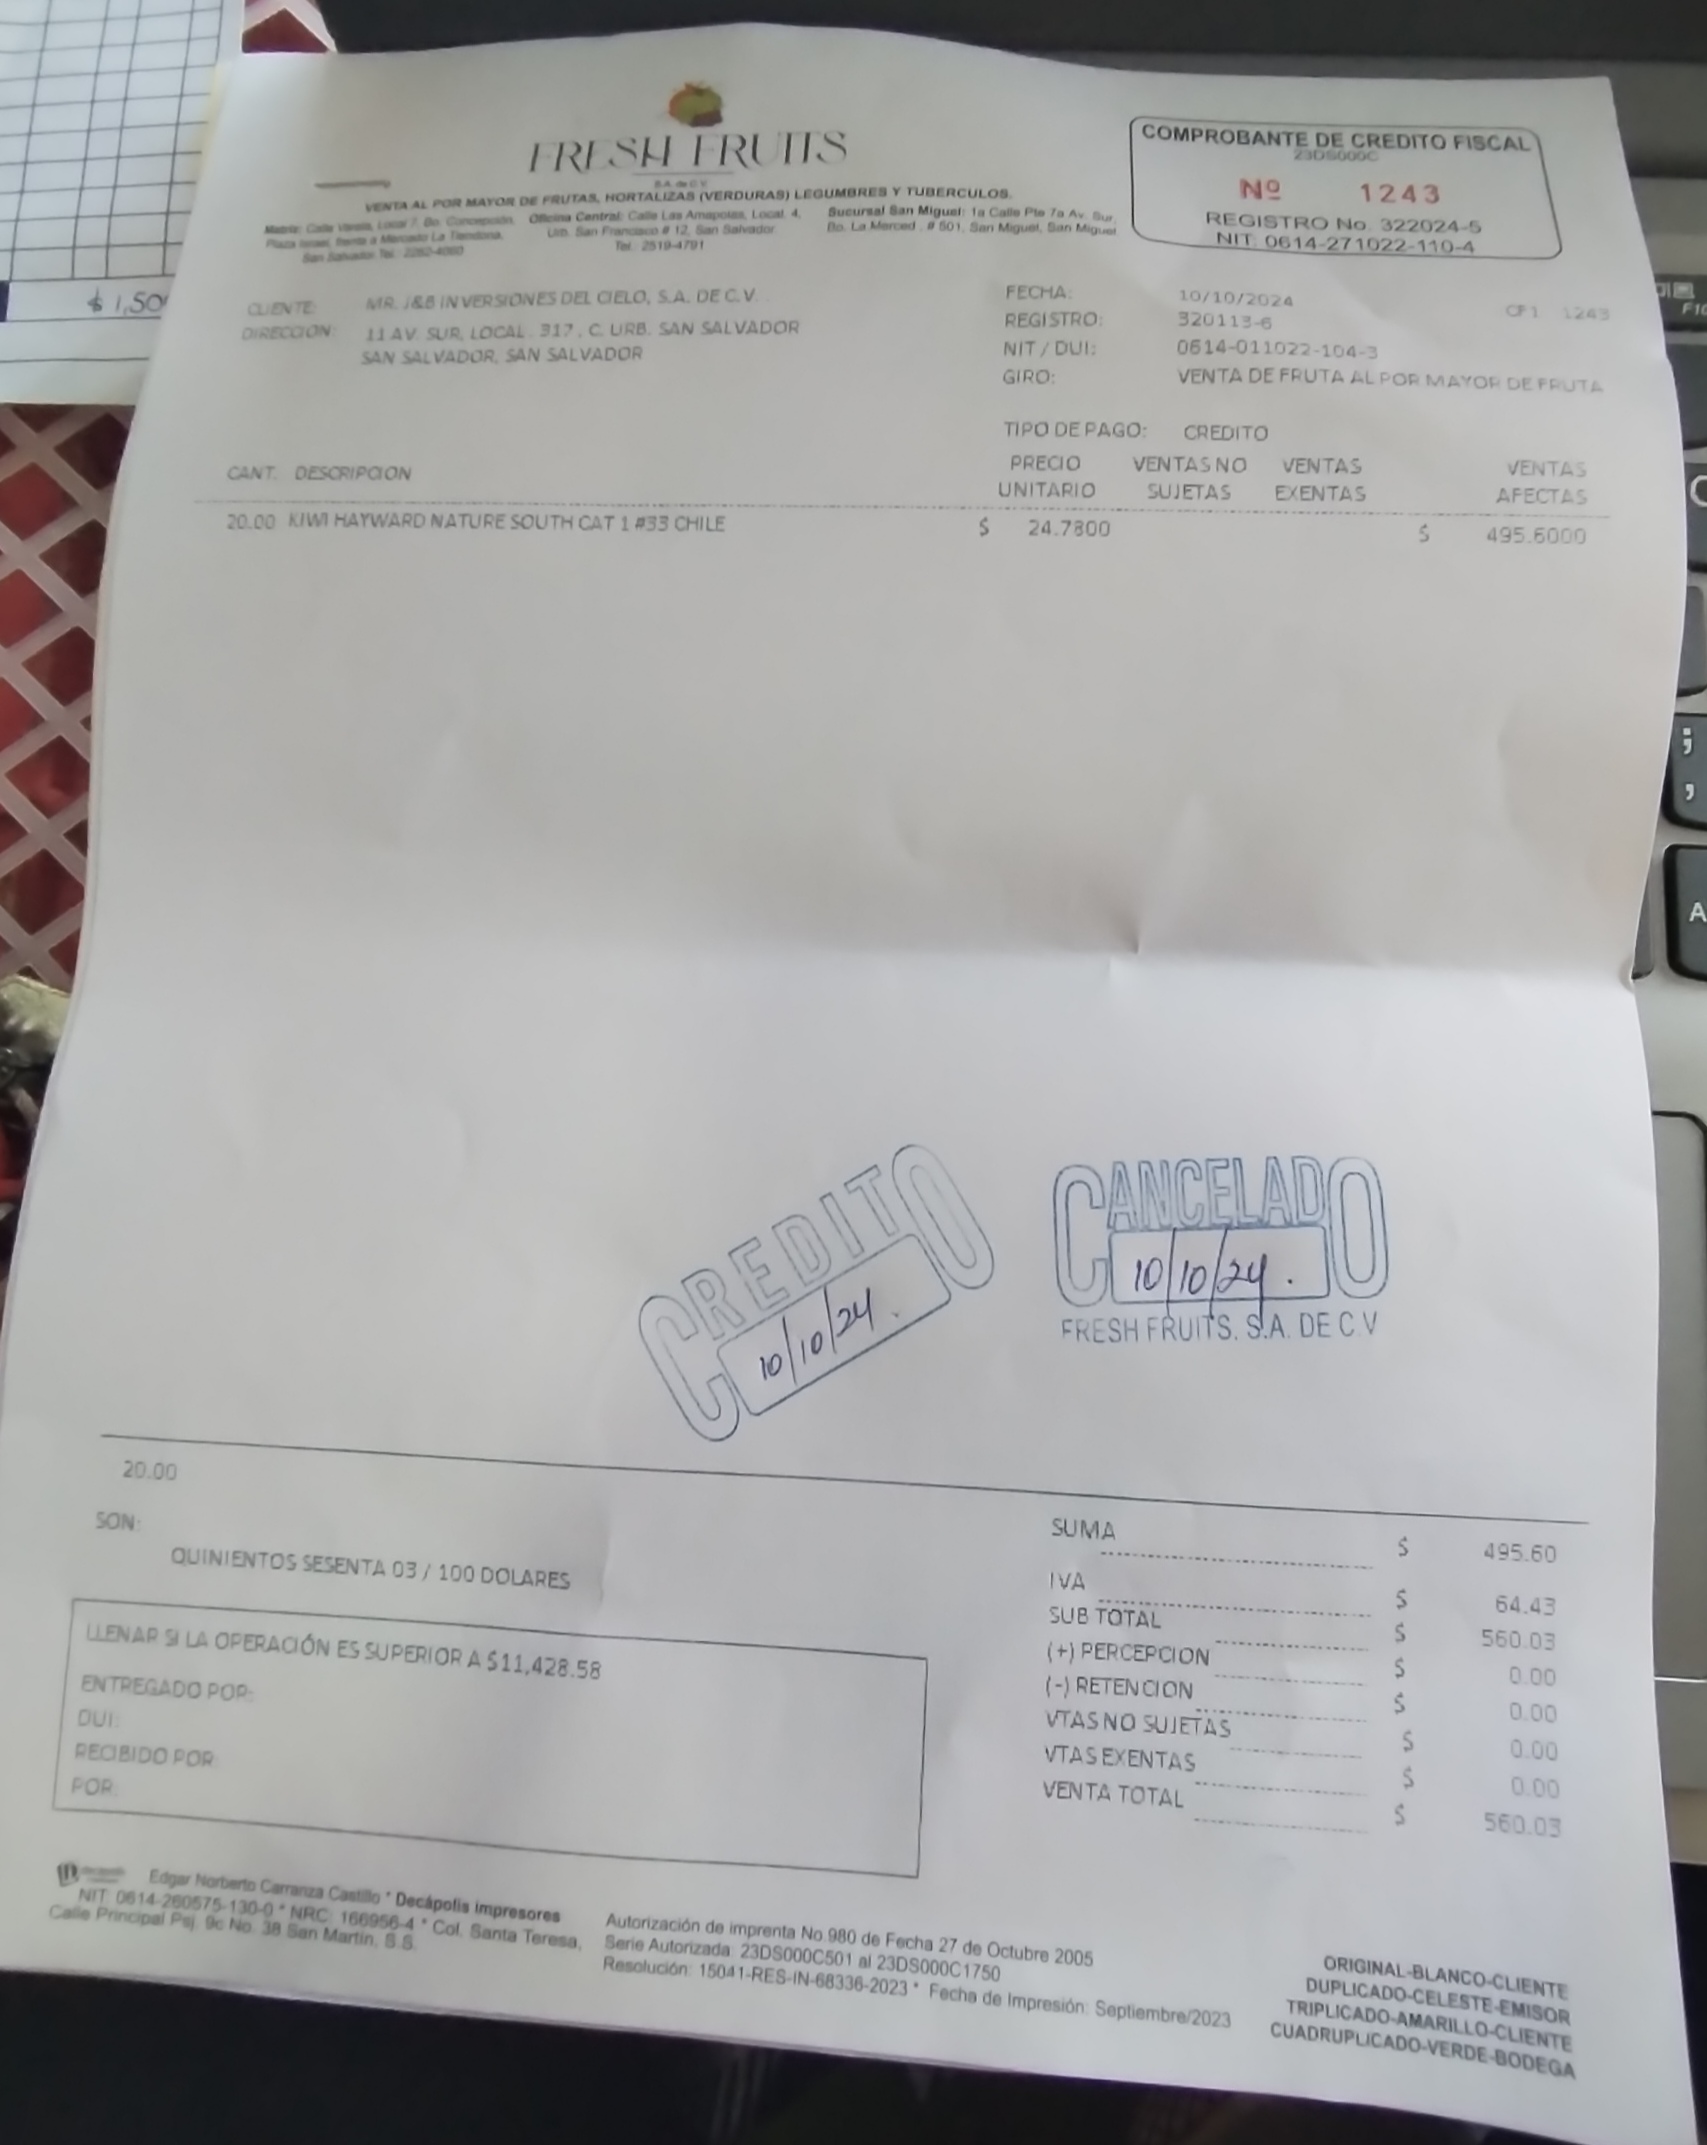 $ 1,50
FRESH FRUITS
S.A. de C.V.
VENTA AL POR MAYOR DE FRUTAS, HORTALIZAS (VERDURAS) LEGUMBRES Y TUBERCULOS.
Matriz: Calle Varela, Local 7, Bo. Concepción,
Plaza Israel, frente a Mercado La Tiendona,
San Salvador. Tel.: 2262-4060
Oficina Central: Calle Las Amapolas, Local. 4,
Urb. San Francisco # 12, San Salvador
Tel.: 2519-4791
Sucursal San Miguel: 1a Calle Pte 7a Av. Sur,
Bo. La Merced , # 501, San Miguel, San Miguel
COMPROBANTE DE CREDITO FISCAL
23DS000C
Nº 1243
REGISTRO No. 322024-5
NIT: 0614-271022-110-4
CLIENTE: MR. J&B INVERSIONES DEL CIELO, S.A. DE C.V.
DIRECCION: 11 AV. SUR, LOCAL . 317 , C. URB. SAN SALVADOR
SAN SALVADOR, SAN SALVADOR
FECHA: 10/10/2024
CF1 1243
REGISTRO: 320113-6
NIT / DUI: 0614-011022-104-3
GIRO: VENTA DE FRUTA AL POR MAYOR DE FRUTA
TIPO DE PAGO: CREDITO
CANT. DESCRIPCION PRECIO UNITARIO VENTAS NO SUJETAS VENTAS EXENTAS VENTAS AFECTAS
20.00 KIWI HAYWARD NATURE SOUTH CAT 1 #33 CHILE $ 24.7800 $ 495.6000
CREDITO
10/10/24.
CANCELADO
10/10/24.
FRESH FRUITS. S.A. DE C.V
20.00
SON:
QUINIENTOS SESENTA 03 / 100 DOLARES
LLENAR SI LA OPERACIÓN ES SUPERIOR A $11,428.58
ENTREGADO POR:
DUI:
RECIBIDO POR:
POR:
SUMA $ 495.60
IVA $ 64.43
SUB TOTAL $ 560.03
(+) PERCEPCION $ 0.00
(-) RETENCION $ 0.00
VTAS NO SUJETAS $ 0.00
VTAS EXENTAS $ 0.00
VENTA TOTAL $ 560.03
Edgar Norberto Carranza Castillo * Decápolis Impresores
NIT: 0614-260575-130-0 * NRC: 166956-4 * Col. Santa Teresa,
Calle Principal Psj. 9c No. 38 San Martín, S.S.
Autorización de imprenta No.980 de Fecha 27 de Octubre 2005
Serie Autorizada: 23DS000C501 al 23DS000C1750
Resolución: 15041-RES-IN-68336-2023 * Fecha de Impresión: Septiembre/2023
ORIGINAL-BLANCO-CLIENTE
DUPLICADO-CELESTE-EMISOR
TRIPLICADO-AMARILLO-CLIENTE
CUADRUPLICADO-VERDE-BODEGA
F10
;
,
A